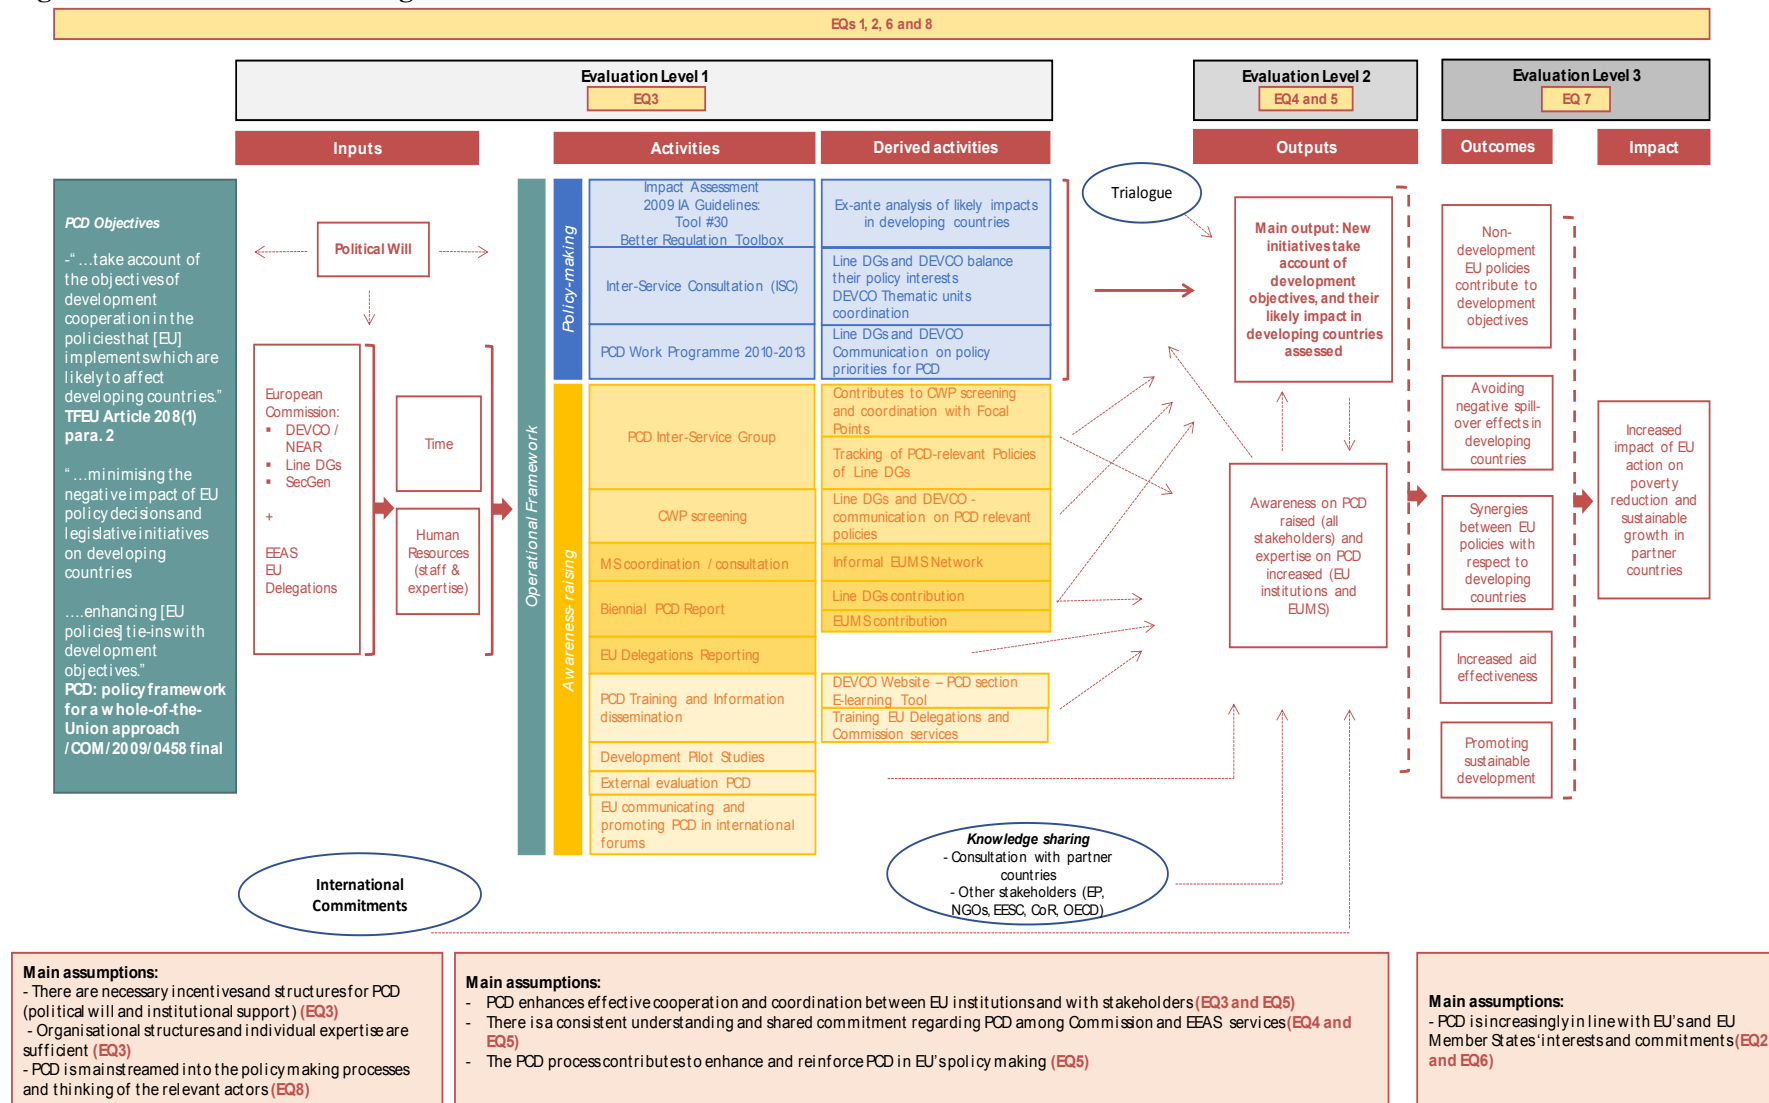 EQs 1, 2, 6 and 8
Evaluation Level 1
EQ3
Evaluation Level 2
EQ4 and 5
Evaluation Level 3
EQ 7
Inputs
Activities
Derived activities
Outputs
Outcomes
Impact
PCD Objectives
-“ …take account of
the objectives of
development
cooperation in the
policies that [EU]
implements which are
likely to affect
developing countries.”
TFEU Article 208(1)
para. 2
“ …minimising the
negative impact of EU
policy decisions and
legislative initiatives
on developing
countries
….enhancing [EU
policies] tie-ins with
development
objectives.”
PCD: policy framework
for a whole-of-the-
Union approach
/COM/2009/0458 final
Political Will
European
Commission:
▪ DEVCO /
NEAR
▪ Line DGs
▪ SecGen
+
EEAS
EU
Delegations
Time
Human
Resources
(staff &
expertise)
Operational Framework
Policy-making
Impact Assessment
2009 IA Guidelines:
Tool #30
Better Regulation Toolbox
Ex-ante analysis of likely impacts
in developing countries
Inter-Service Consultation (ISC)
Line DGs and DEVCO balance
their policy interests
DEVCO Thematic units
coordination
PCD Work Programme 2010-2013
Line DGs and DEVCO
Communication on policy
priorities for PCD
Awareness-raising
PCD Inter-Service Group
Contributes to CWP screening
and coordination with Focal
Points
Tracking of PCD-relevant Policies
of Line DGs
CWP screening
Line DGs and DEVCO -
communication on PCD relevant
policies
MS coordination / consultation
Informal EUMS Network
Biennial PCD Report
Line DGs contribution
EUMS contribution
EU Delegations Reporting
PCD Training and Information
dissemination
DEVCO Website – PCD section
E-learning Tool
Training EU Delegations and
Commission services
Development Pilot Studies
External evaluation PCD
EU communicating and
promoting PCD in international
forums
Trialogue
Main output: New
initiatives take
account of
development
objectives, and their
likely impact in
developing countries
assessed
Awareness on PCD
raised (all
stakeholders) and
expertise on PCD
increased (EU
institutions and
EUMS)
Non-
development
EU policies
contribute to
development
objectives
Avoiding
negative spill-
over effects in
developing
countries
Synergies
between EU
policies with
respect to
developing
countries
Increased aid
effectiveness
Promoting
sustainable
development
Increased
impact of EU
action on
poverty
reduction and
sustainable
growth in
partner
countries
International
Commitments
Knowledge sharing
- Consultation with partner
countries
- Other stakeholders (EP,
NGOs, EESC, CoR, OECD)
Main assumptions:
- There are necessary incentives and structures for PCD
(political will and institutional support) (EQ3)
- Organisational structures and individual expertise are
sufficient (EQ3)
- PCD is mainstreamed into the policy making processes
and thinking of the relevant actors (EQ8)
Main assumptions:
- PCD enhances effective cooperation and coordination between EU institutions and with stakeholders (EQ3 and EQ5)
- There is a consistent understanding and shared commitment regarding PCD among Commission and EEAS services (EQ4 and
EQ5)
- The PCD process contributes to enhance and reinforce PCD in EU’s policy making (EQ5)
Main assumptions:
- PCD is increasingly in line with EU’s and EU
Member States‘ interests and commitments (EQ2
and EQ6)